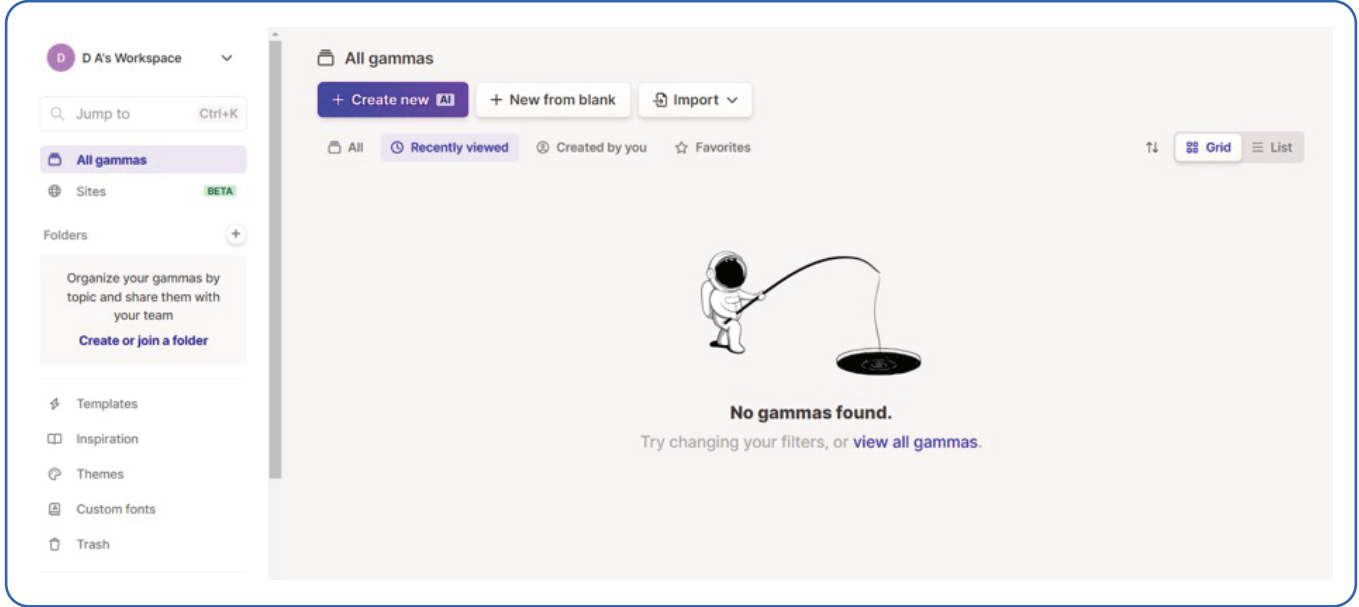 D
D A's Workspace
Jump to
Ctrl+K
All gammas
Sites
BETA
Folders
+
Organize your gammas by
topic and share them with
your team
Create or join a folder
Templates
Inspiration
Themes
Custom fonts
Trash
All gammas
+ Create new AI
+ New from blank
Import
All
Recently viewed
Created by you
Favorites
Grid
List
No gammas found.
Try changing your filters, or view all gammas.